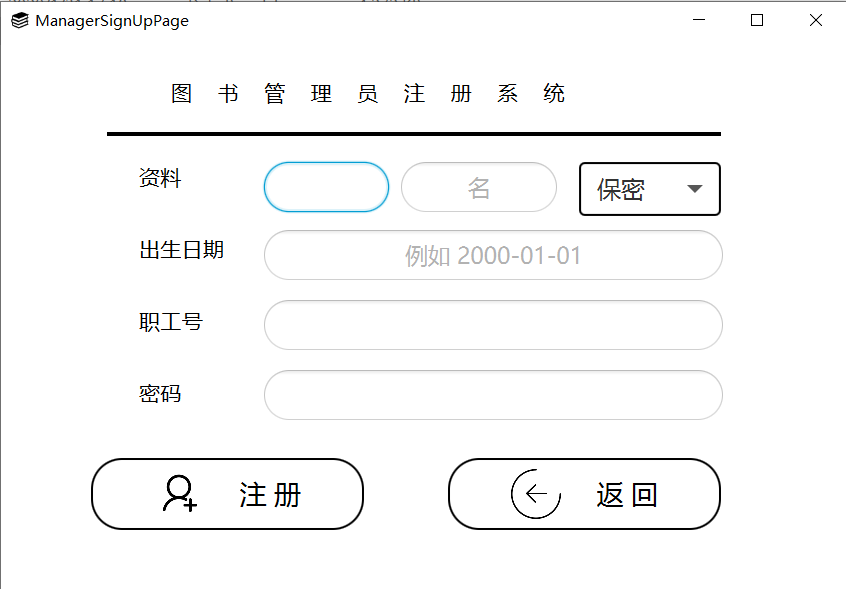 ManagerSignUpPage
图 书 管 理 员 注 册 系 统
资料 名 保密
出生日期 例如 2000-01-01
职工号
密码
注 册 返 回